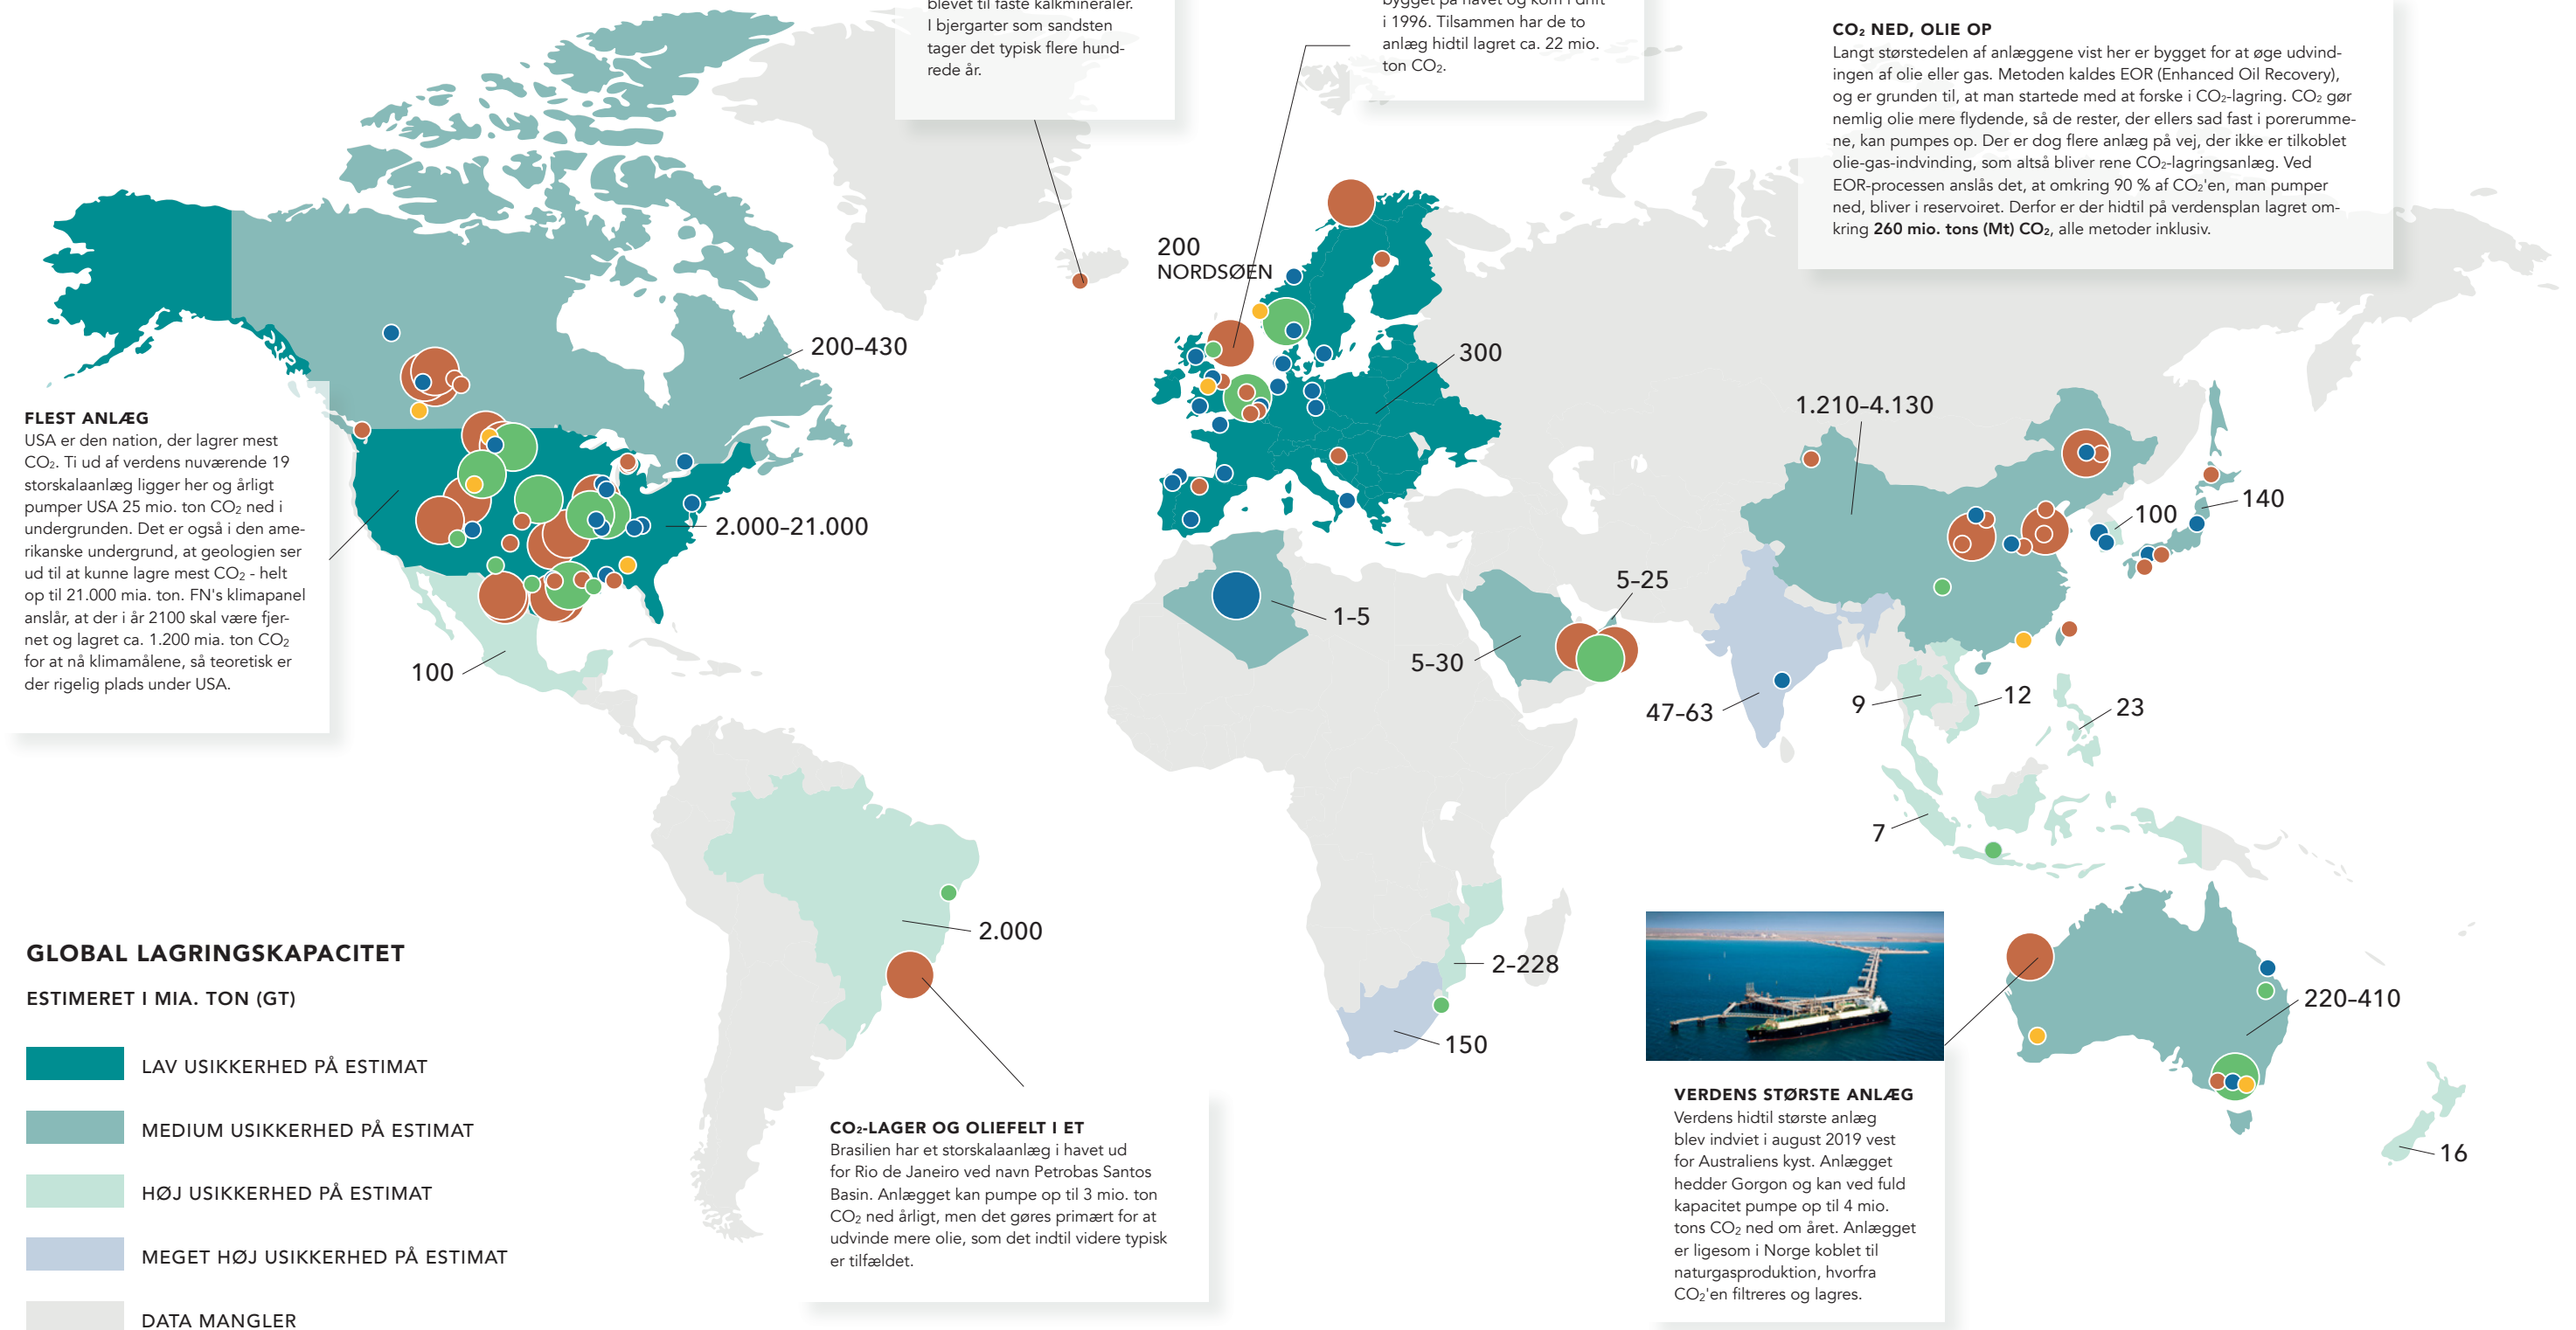 blevet til faste kalkmineraler.
I bjergarter som sandsten
tager det typisk flere hund-
rede år.
bygget på havet og kom i drift
i 1996. Tilsammen har de to
anlæg hidtil lagret ca. 22 mio.
ton CO₂.
CO₂ NED, OLIE OP
Langt størstedelen af anlæggene vist her er bygget for at øge udvind-
ingen af olie eller gas. Metoden kaldes EOR (Enhanced Oil Recovery),
og er grunden til, at man startede med at forske i CO₂-lagring. CO₂ gør
nemlig olie mere flydende, så de rester, der ellers sad fast i porerumme-
ne, kan pumpes op. Der er dog flere anlæg på vej, der ikke er tilkoblet
olie-gas-indvinding, som altså bliver rene CO₂-lagringsanlæg. Ved
EOR-processen anslås det, at omkring 90 % af CO₂'en, man pumper
ned, bliver i reservoiret. Derfor er der hidtil på verdensplan lagret om-
kring 260 mio. tons (Mt) CO₂, alle metoder inklusiv.
200
NORDSØEN
200–430
300
1.210–4.130
FLEST ANLÆG
USA er den nation, der lagrer mest
CO₂. Ti ud af verdens nuværende 19
storskalaanlæg ligger her og årligt
pumper USA 25 mio. ton CO₂ ned i
undergrunden. Det er også i den ame-
rikanske undergrund, at geologien ser
ud til at kunne lagre mest CO₂ - helt
op til 21.000 mia. ton. FN's klimapanel
anslår, at der i år 2100 skal være fjer-
net og lagret ca. 1.200 mia. ton CO₂
for at nå klimamålene, så teoretisk er
der rigelig plads under USA.
2.000–21.000
100
140
5–25
1–5
5–30
100
47–63
9
12
23
7
2.000
2–228
150
220–410
16
GLOBAL LAGRINGSKAPACITET
ESTIMERET I MIA. TON (GT)
LAV USIKKERHED PÅ ESTIMAT
MEDIUM USIKKERHED PÅ ESTIMAT
HØJ USIKKERHED PÅ ESTIMAT
MEGET HØJ USIKKERHED PÅ ESTIMAT
DATA MANGLER
CO₂-LAGER OG OLIEFELT I ET
Brasilien har et storskalaanlæg i havet ud
for Rio de Janeiro ved navn Petrobas Santos
Basin. Anlægget kan pumpe op til 3 mio. ton
CO₂ ned årligt, men det gøres primært for at
udvinde mere olie, som det indtil videre typisk
er tilfældet.
VERDENS STØRSTE ANLÆG
Verdens hidtil største anlæg
blev indviet i august 2019 vest
for Australiens kyst. Anlægget
hedder Gorgon og kan ved fuld
kapacitet pumpe op til 4 mio.
tons CO₂ ned om året. Anlægget
er ligesom i Norge koblet til
naturgasproduktion, hvorfra
CO₂'en filtreres og lagres.